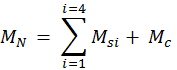 M_N = \sum_{i=1}^{i=4} M_{si} + M_c